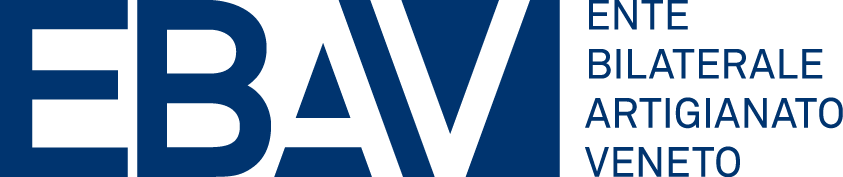 EBAV
ENTE
BILATERALE
ARTIGIANATO
VENETO